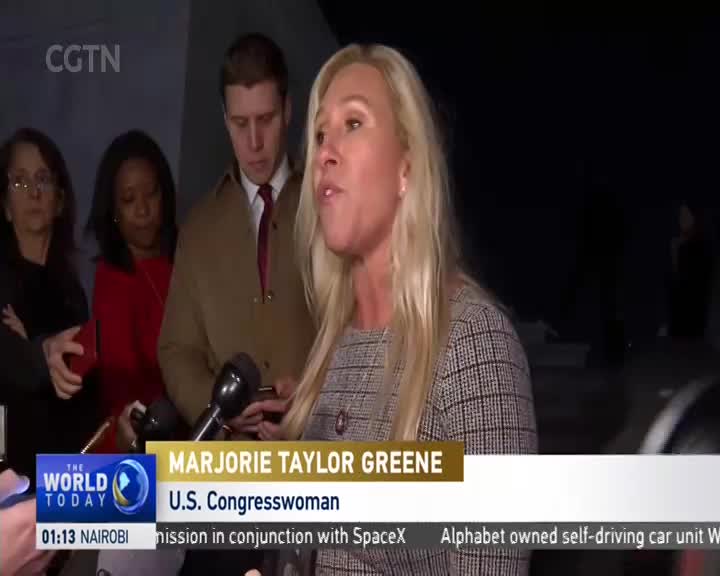 CGTN
MARJORIE TAYLOR GREENE
THE
WORLD
TODAY
U.S. Congresswoman
01:13 NAIROBI
mission in conjunction with SpaceX Alphabet owned self-driving car unit W